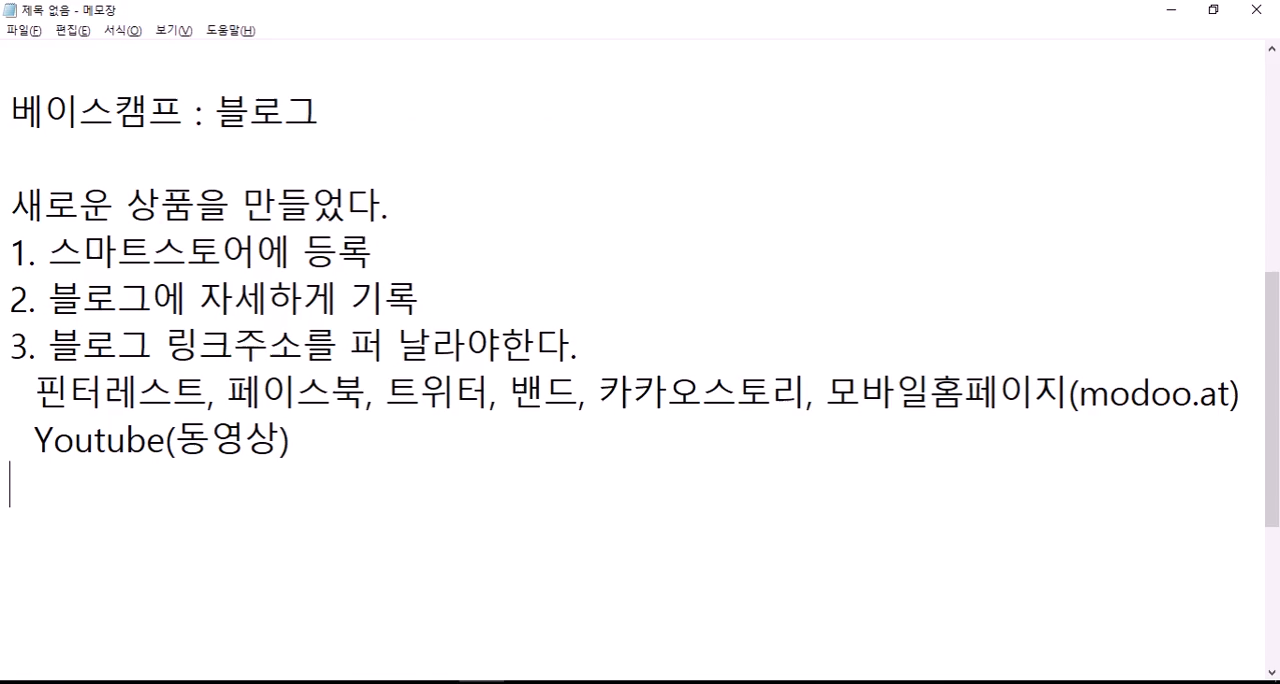 제목 없음 - 메모장
파일(F) 편집(E) 서식(O) 보기(V) 도움말(H)
베이스캠프 : 블로그
새로운 상품을 만들었다.
1. 스마트스토어에 등록
2. 블로그에 자세하게 기록
3. 블로그 링크주소를 퍼 날라야한다.
핀터레스트, 페이스북, 트위터, 밴드, 카카오스토리, 모바일홈페이지(modoo.at)
Youtube(동영상)